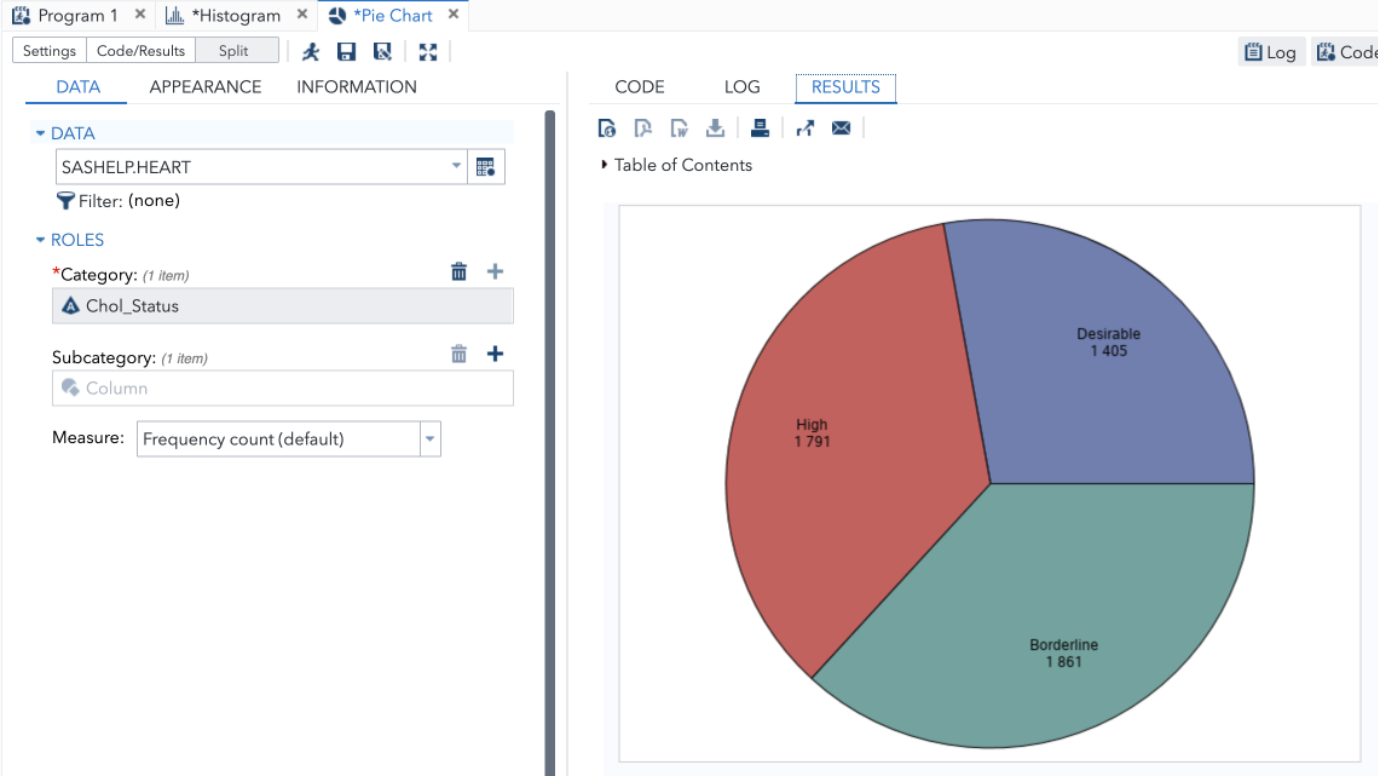 Program 1 × *Histogram × *Pie Chart ×
Settings Code/Results Split
Log Code
DATA APPEARANCE INFORMATION
DATA
SASHELP.HEART
Filter: (none)
ROLES
*Category: (1 item)
Chol_Status
Subcategory: (1 item)
Column
Measure: Frequency count (default)
CODE LOG RESULTS
Table of Contents
Desirable
1 405
High
1 791
Borderline
1 861